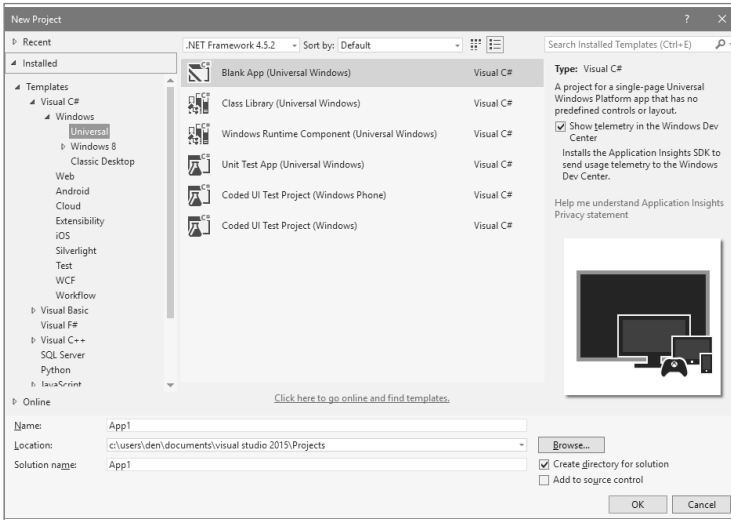 New Project
? ×
Recent
Installed
Templates
Visual C#
Windows
Universal
Windows 8
Classic Desktop
Web
Android
Cloud
Extensibility
iOS
Silverlight
Test
WCF
Workflow
Visual Basic
Visual F#
Visual C++
SQL Server
Python
JavaScript
Online
.NET Framework 4.5.2
Sort by: Default
Blank App (Universal Windows) Visual C#
Class Library (Universal Windows) Visual C#
Windows Runtime Component (Universal Windows) Visual C#
Unit Test App (Universal Windows) Visual C#
Coded UI Test Project (Windows Phone) Visual C#
Coded UI Test Project (Windows) Visual C#
Click here to go online and find templates.
Search Installed Templates (Ctrl+E)
Type: Visual C#
A project for a single-page Universal
Windows Platform app that has no
predefined controls or layout.
Show telemetry in the Windows Dev
Center
Installs the Application Insights SDK to
send usage telemetry to the Windows
Dev Center.
Help me understand Application Insights
Privacy statement
Name: App1
Location: c:\users\den\documents\visual studio 2015\Projects
Browse...
Solution name: App1
Create directory for solution
Add to source control
OK Cancel